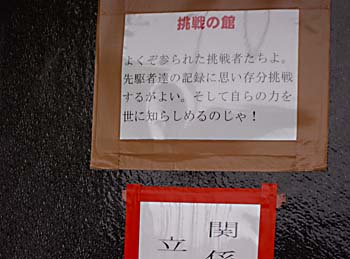 挑戦の館
よくぞ参られた挑戦者たちよ。
先駆者達の記録に思い存分挑戦
するがよい。そして自らの力を
世に知らしめるのじゃ！
関